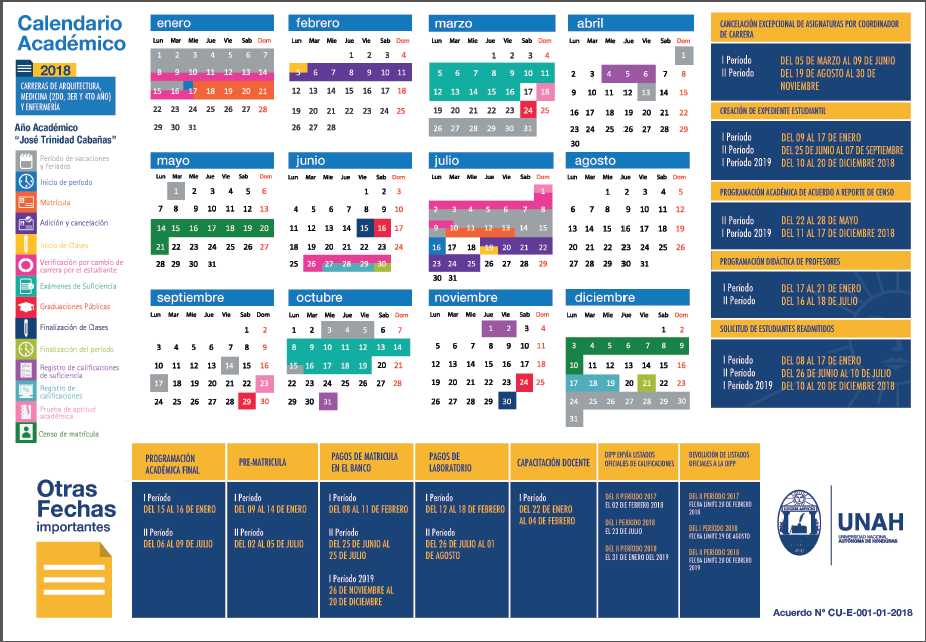 Calendario
Académico
2018
CARRERAS DE ARQUITECTURA,
MEDICINA (2DO, 3ER Y 4TO AÑO)
Y ENFERMERÍA
Año Académico
"José Trinidad Cabañas"
Período de vacaciones
y feriados
Inicio de período
Matrícula
Adición y cancelación
Inicio de Clases
Verificación por cambio de
carrera por el estudiante
Exámenes de Suficiencia
Graduaciones Públicas
Finalización de Clases
Finalización del período
Registro de calificaciones
de suficiencia
Registro de
calificaciones
Prueba de aptitud
académica
Censo de matrícula
enero
Lun Mar Mie Jue Vie Sab Dom
1 2 3 4 5 6 7
8 9 10 11 12 13 14
15 16 17 18 19 20 21
22 23 24 25 26 27 28
29 30 31
febrero
Lun Mar Mie Jue Vie Sab Dom
1 2 3 4
5 6 7 8 9 10 11
12 13 14 15 16 17 18
19 20 21 22 23 24 25
26 27 28
marzo
Lun Mar Mie Jue Vie Sab Dom
1 2 3 4
5 6 7 8 9 10 11
12 13 14 15 16 17 18
19 20 21 22 23 24 25
26 27 28 29 30 31
abril
Lun Mar Mie Jue Vie Sab Dom
1
2 3 4 5 6 7 8
9 10 11 12 13 14 15
16 17 18 19 20 21 22
23 24 25 26 27 28 29
30
mayo
Lun Mar Mie Jue Vie Sab Dom
1 2 3 4 5 6
7 8 9 10 11 12 13
14 15 16 17 18 19 20
21 22 23 24 25 26 27
28 29 30 31
junio
Lun Mar Mie Jue Vie Sab Dom
1 2 3
4 5 6 7 8 9 10
11 12 13 14 15 16 17
18 19 20 21 22 23 24
25 26 27 28 29 30
julio
Lun Mar Mie Jue Vie Sab Dom
1
2 3 4 5 6 7 8
9 10 11 12 13 14 15
16 17 18 19 20 21 22
23 24 25 26 27 28 29
30 31
agosto
Lun Mar Mie Jue Vie Sab Dom
1 2 3 4 5
6 7 8 9 10 11 12
13 14 15 16 17 18 19
20 21 22 23 24 25 26
27 28 29 30 31
septiembre
Lun Mar Mie Jue Vie Sab Dom
1 2
3 4 5 6 7 8 9
10 11 12 13 14 15 16
17 18 19 20 21 22 23
24 25 26 27 28 29 30
octubre
Lun Mar Mie Jue Vie Sab Dom
1 2 3 4 5 6 7
8 9 10 11 12 13 14
15 16 17 18 19 20 21
22 23 24 25 26 27 28
29 30 31
noviembre
Lun Mar Mie Jue Vie Sab Dom
1 2 3 4
5 6 7 8 9 10 11
12 13 14 15 16 17 18
19 20 21 22 23 24 25
26 27 28 29 30
diciembre
Lun Mar Mie Jue Vie Sab Dom
1 2
3 4 5 6 7 8 9
10 11 12 13 14 15 16
17 18 19 20 21 22 23
24 25 26 27 28 29 30
31
CANCELACIÓN EXCEPCIONAL DE ASIGNATURAS POR COORDINADOR
DE CARRERA
I Período DEL 05 DE MARZO AL 09 DE JUNIO
II Período DEL 19 DE AGOSTO AL 30 DE
NOVIEMBRE
CREACIÓN DE EXPEDIENTE ESTUDIANTIL
I Período DEL 09 AL 17 DE ENERO
II Período DEL 25 DE JUNIO AL 07 DE SEPTIEMBRE
I Período 2019 DEL 10 AL 20 DE DICIEMBRE 2018
PROGRAMACIÓN ACADÉMICA DE ACUERDO A REPORTE DE CENSO
II Período DEL 22 AL 28 DE MAYO
I Período 2019 DEL 11 AL 17 DE DICIEMBRE 2018
PROGRAMACIÓN DIDÁCTICA DE PROFESORES
I Período DEL 17 AL 21 DE ENERO
II Período DEL 16 AL 18 DE JULIO
SOLICITUD DE ESTUDIANTES READMITIDOS
I Período DEL 08 AL 17 DE ENERO
II Período DEL 26 DE JUNIO AL 10 DE JULIO
I Período 2019 DEL 10 AL 20 DE DICIEMBRE 2018
Otras
Fechas
importantes
PROGRAMACIÓN
ACADÉMICA FINAL
I Período
DEL 15 AL 16 DE ENERO
II Período
DEL 06 AL 09 DE JULIO
PRE-MATRICULA
I Período
DEL 09 AL 14 DE ENERO
II Período
DEL 02 AL 05 DE JULIO
PAGOS DE MATRICULA
EN EL BANCO
I Período
DEL 08 AL 11 DE FEBRERO
II Período
DEL 25 DE JUNIO AL
25 DE JULIO
I Período 2019
26 DE NOVIEMBRE AL
20 DE DICIEMBRE
PAGOS DE
LABORATORIO
I Período
DEL 12 AL 18 DE FEBRERO
II Período
DEL 26 DE JULIO AL 01
DE AGOSTO
CAPACITACIÓN DOCENTE
I Período
DEL 22 DE ENERO
AL 04 DE FEBRERO
DIPP ENVÍA LISTADOS
OFICIALES DE CALIFICACIONES
DEL II PERÍODO 2017
EL 02 DE FEBRERO 2018
DEL I PERÍODO 2018
EL 23 DE JULIO
DEL II PERÍODO 2018
EL 31 DE ENERO DEL 2019
DEVOLUCIÓN DE LISTADOS
OFICIALES A LA DIPP
DEL II PERÍODO 2017
FECHA LIMITE 28 DE FEBRERO
2018
DEL I PERÍODO 2018
FECHA LIMITE 29 DE AGOSTO
DEL II PERÍODO 2018
FECHA LIMITE 28 DE FEBRERO
2019
UNAH
UNIVERSIDAD NACIONAL
AUTÓNOMA DE HONDURAS
Acuerdo Nº CU-E-001-01-2018